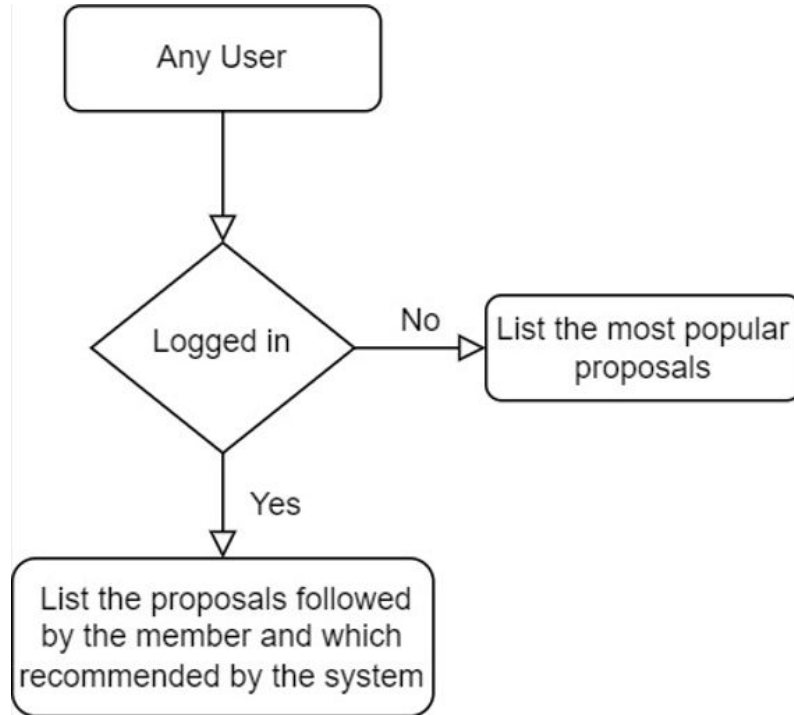 Any User
Logged in
No
List the most popular
proposals
Yes
List the proposals followed
by the member and which
recommended by the system